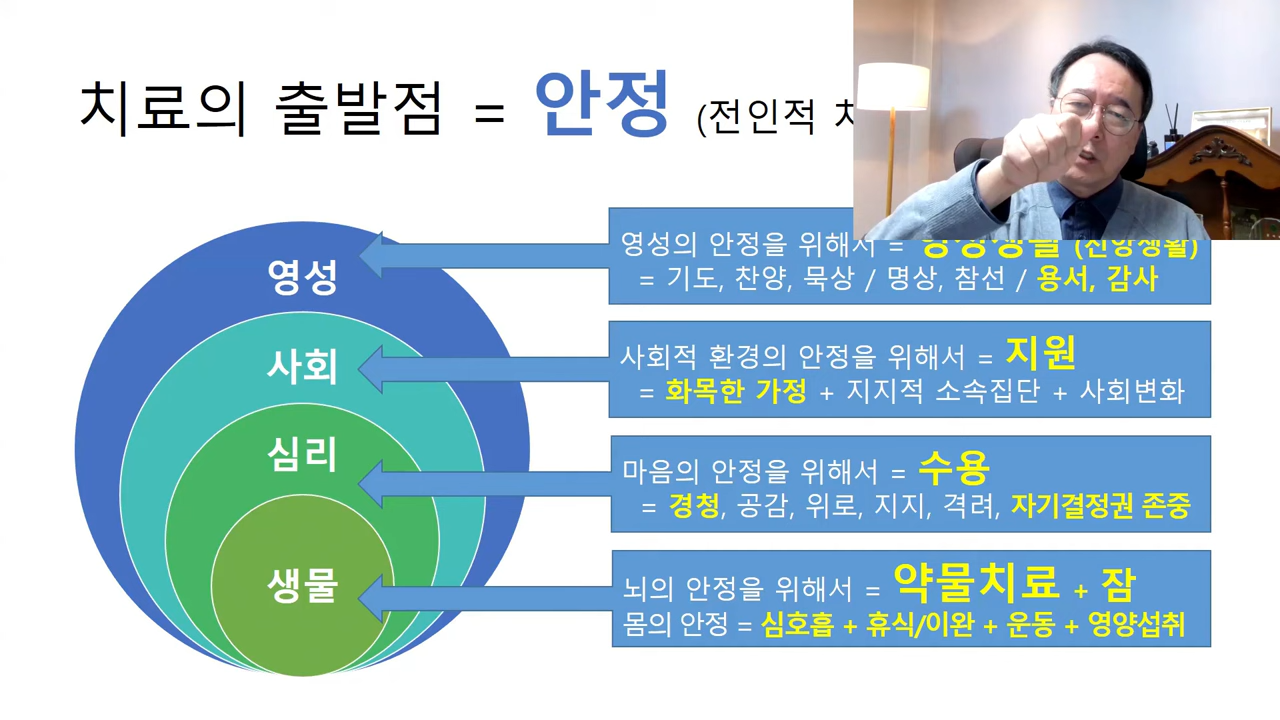 치료의 출발점 = 안정 (전인적
영성
사회
심리
생물
영성의 안정을 위해서 = (신앙생활)
= 기도, 찬양, 묵상 / 명상, 참선 / 용서, 감사
사회적 환경의 안정을 위해서 = 지원
= 화목한 가정 + 지지적 소속집단 + 사회변화
마음의 안정을 위해서 = 수용
= 경청, 공감, 위로, 지지, 격려, 자기결정권 존중
뇌의 안정을 위해서 = 약물치료 + 잠
몸의 안정 = 심호흡 + 휴식/이완 + 운동 + 영양섭취